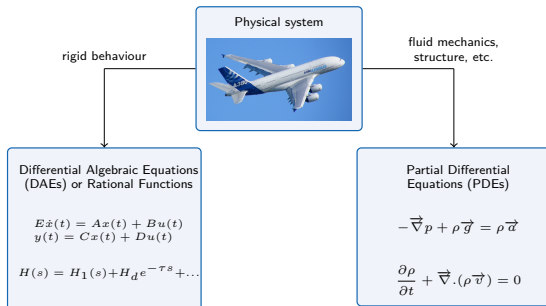 Physical system
rigid behaviour
fluid mechanics,
structure, etc.
Differential Algebraic Equations
(DAEs) or Rational Functions
Eẋ(t) = Ax(t) + Bu(t)
y(t) = Cx(t) + Du(t)
H(s) = H₁(s)+H_d e^{−τs}+...
Partial Differential
Equations (PDEs)
−∇⃗p + ρg⃗ = ρa⃗
∂ρ/∂t + ∇⃗.(ρv⃗) = 0